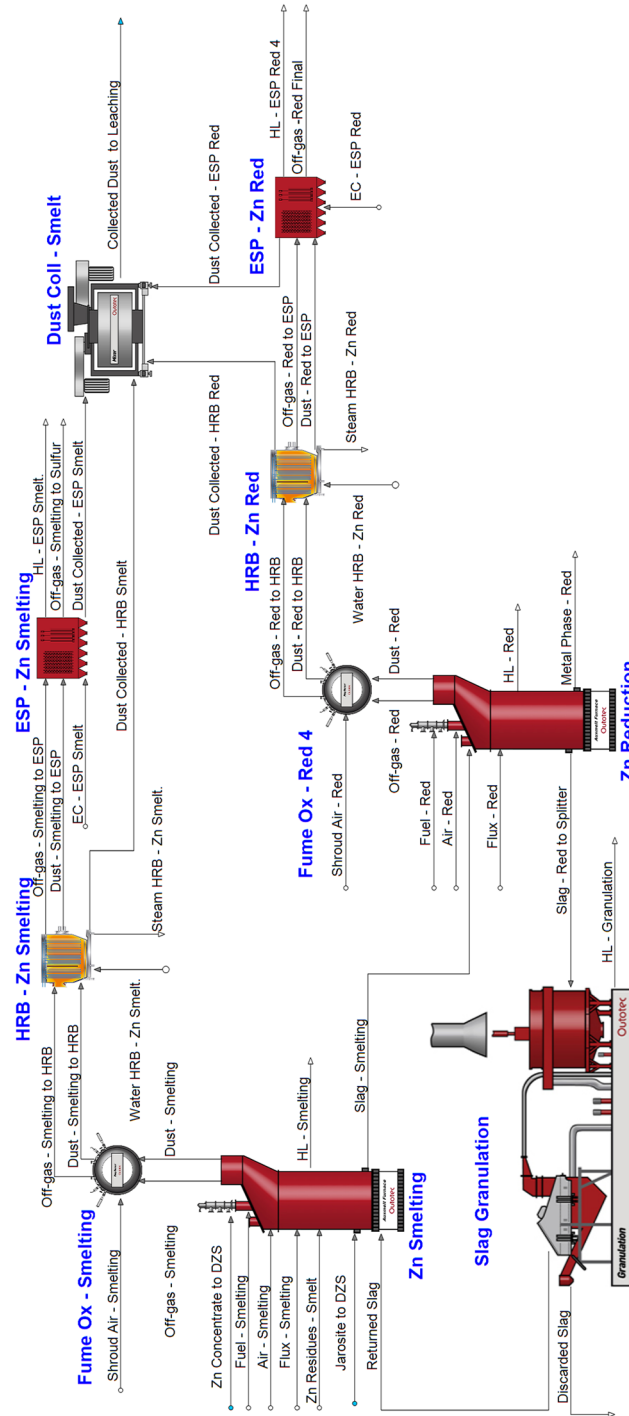 Collected Dust to Leaching
Dust Coll - Smelt
Outotec
Mixer
HL - ESP Red 4
Off-gas -Red Final
ESP - Zn Red
EC - ESP Red
Dust Collected - ESP Red
Dust Collected - HRB Red
Off-gas - Red to ESP
Dust - Red to ESP
Steam HRB - Zn Red
HRB - Zn Red
Water HRB - Zn Red
Off-gas - Red to HRB
Dust - Red to HRB
ESP - Zn Smelting
HL - ESP Smelt.
Off-gas - Smelting to Sulfur
Dust Collected - ESP Smelt
Dust Collected - HRB Smelt
Off-gas - Smelting to ESP
Dust - Smelting to ESP
EC - ESP Smelt
HRB - Zn Smelting
Steam HRB - Zn Smelt.
Water HRB - Zn Smelt.
Off-gas - Smelting to HRB
Dust - Smelting to HRB
Fume Ox - Smelting
Shroud Air - Smelting
Off-gas - Smelting
Dust - Smelting
Zn Concentrate to DZS
Fuel - Smelting
Air - Smelting
Flux - Smelting
Zn Residues - Smelt
Jarosite to DZS
Returned Slag
HL - Smelting
Slag - Smelting
Zn Smelting
Ausmelt Furnace
Outotec
Fume Ox - Red 4
Shroud Air - Red
Off-gas - Red
Dust - Red
Fuel - Red
Air - Red
Flux - Red
HL - Red
Metal Phase - Red
Ausmelt Furnace
Outotec
Zn Reduction
Slag - Red to Splitter
HL - Granulation
Slag Granulation
Outotec
Granulation
Discarded Slag